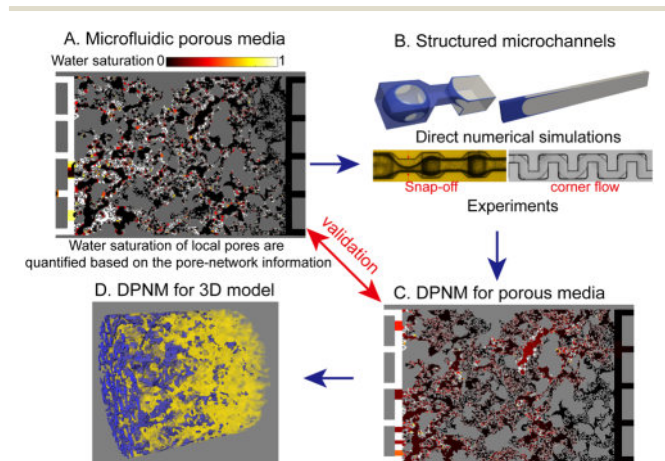 A. Microfluidic porous media
Water saturation 0 1
B. Structured microchannels
Direct numerical simulations
Snap-off
corner flow
Experiments
Water saturation of local pores are
quantified based on the pore-network information
validation
D. DPNM for 3D model
C. DPNM for porous media